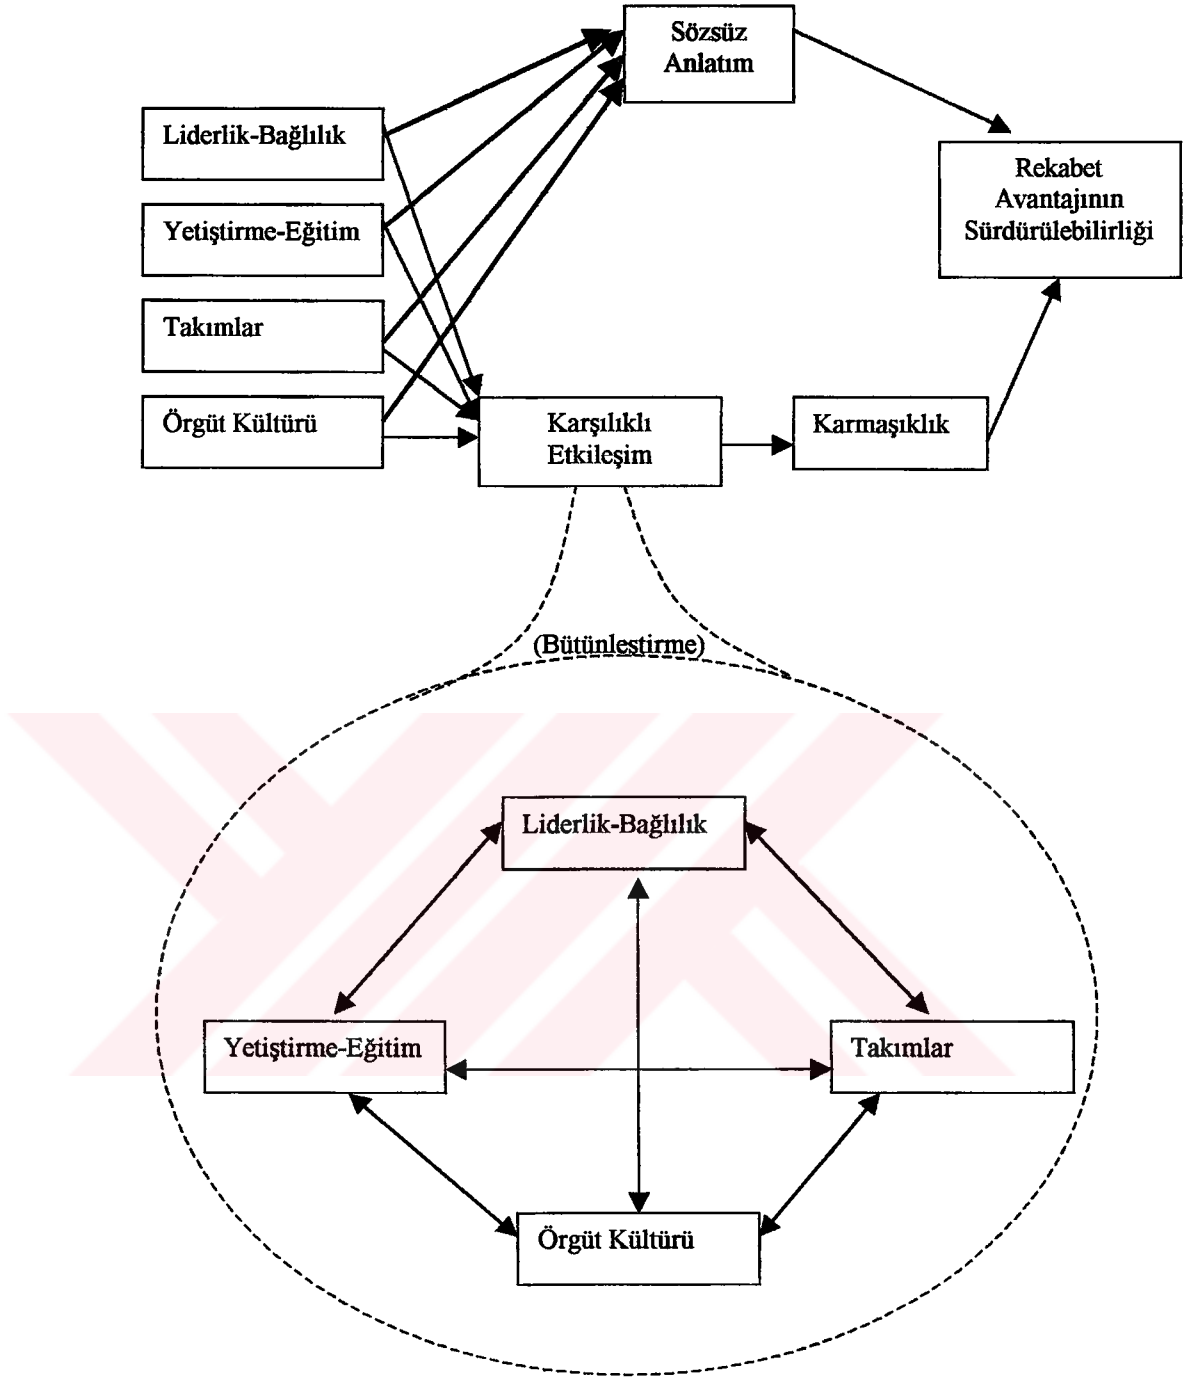 Sözsüz
Anlatım
Liderlik-Bağlılık
Rekabet
Avantajının
Sürdürülebilirliği
Yetiştirme-Eğitim
Takımlar
Örgüt Kültürü
Karşılıklı
Etkileşim
Karmaşıklık
(Bütünleştirme)
Liderlik-Bağlılık
Yetiştirme-Eğitim
Takımlar
Örgüt Kültürü